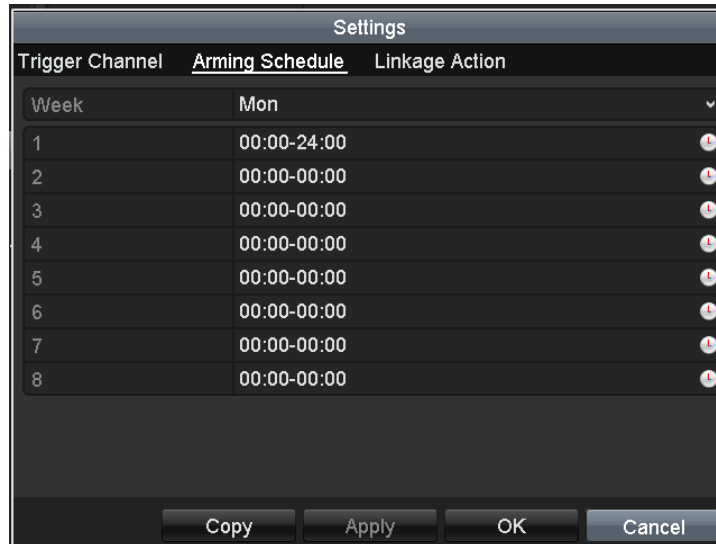 Settings
Trigger Channel Arming Schedule Linkage Action
Week Mon
1 00:00-24:00
2 00:00-00:00
3 00:00-00:00
4 00:00-00:00
5 00:00-00:00
6 00:00-00:00
7 00:00-00:00
8 00:00-00:00
Copy Apply OK Cancel